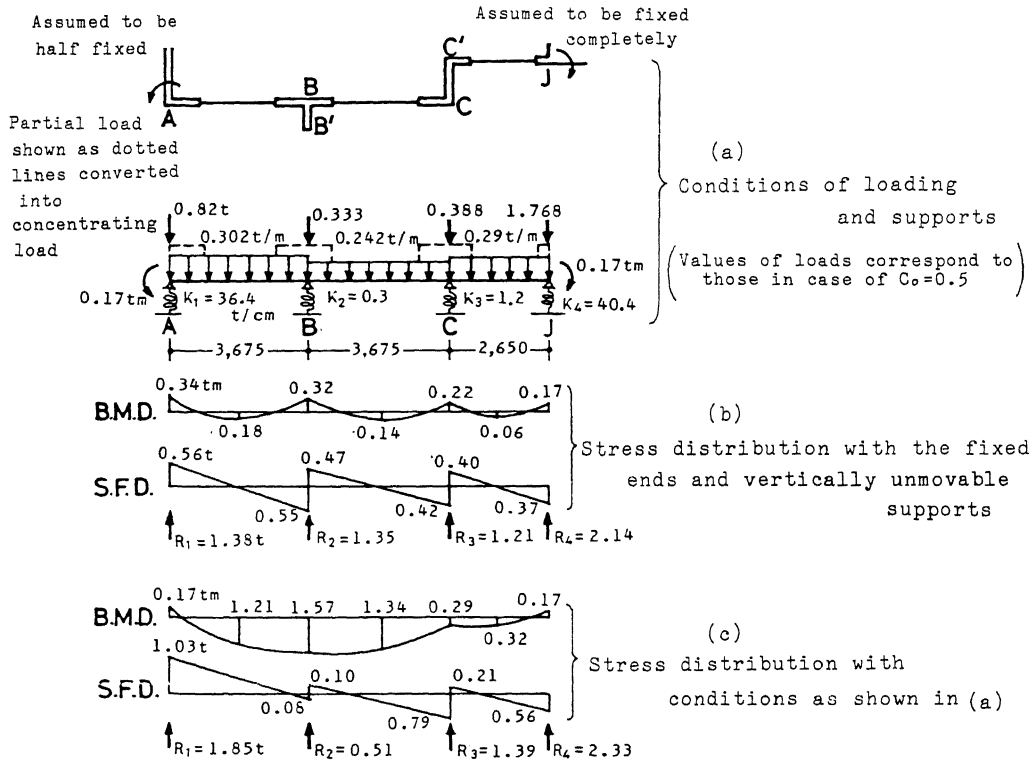 Assumed to be
half fixed
Assumed to be fixed
completely
C'
J
B
A
B'
C
Partial load
shown as dotted
lines converted
into
concentrating
load
(a)
Conditions of loading
and supports
(Values of loads correspond to
those in case of C₀=0.5)
0.82t
0.333
0.388
1.768
0.302t/m
0.242t/m
0.29t/m
0.17tm
0.17tm
K₁=36.4
t/cm
K₂=0.3
K₃=1.2
K₄=40.4
A
B
C
J
3,675
3,675
2,650
0.34tm
0.32
0.22
0.17
B.M.D.
0.18
0.14
0.06
(b)
Stress distribution with the fixed
ends and vertically unmovable
supports
0.56t
0.47
0.40
S.F.D.
0.55
0.42
0.37
R₁=1.38t
R₂=1.35
R₃=1.21
R₄=2.14
0.17tm
1.21
1.57
1.34
0.29
0.17
B.M.D.
0.32
(c)
Stress distribution with
conditions as shown in (a)
1.03t
0.10
0.21
S.F.D.
0.06
0.79
0.56
R₁=1.85t
R₂=0.51
R₃=1.39
R₄=2.33